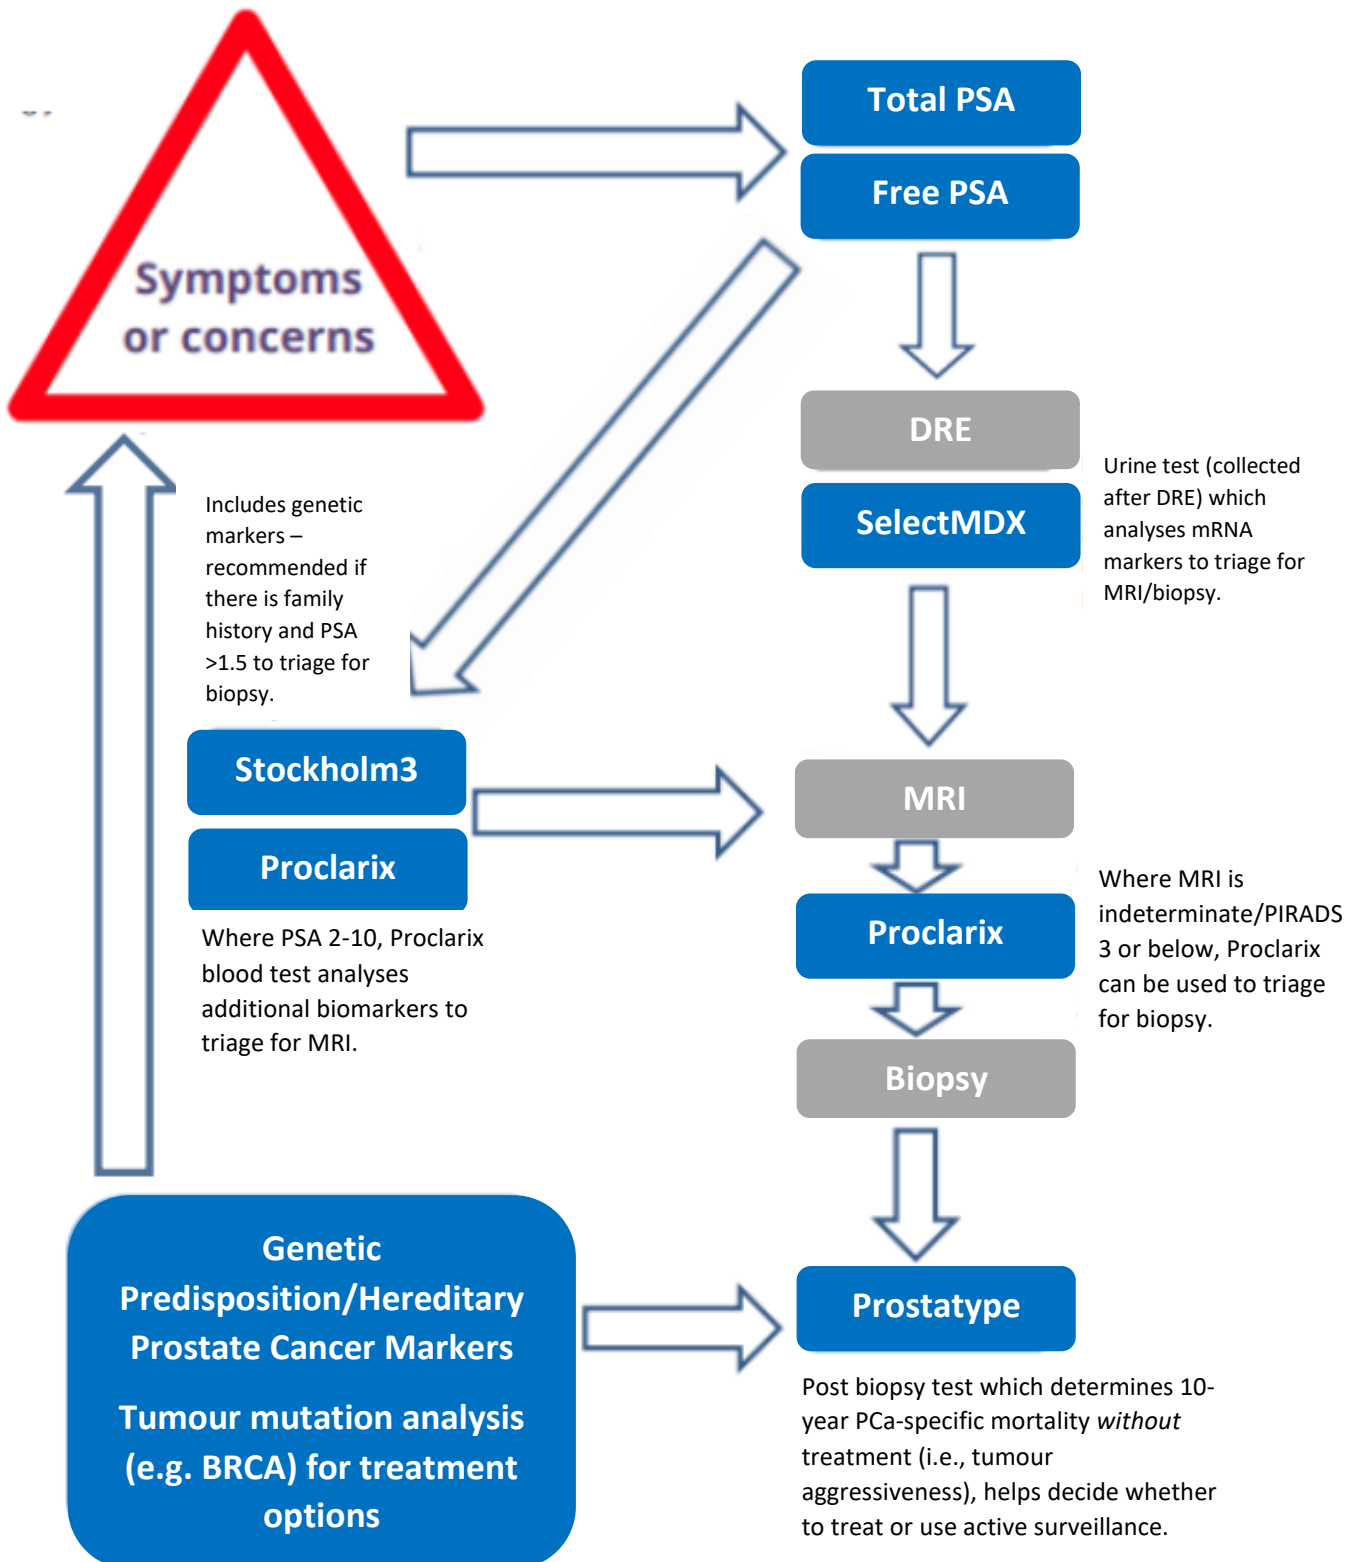 Symptoms
or concerns
Total PSA
Free PSA
DRE
SelectMDX
Urine test (collected
after DRE) which
analyses mRNA
markers to triage for
MRI/biopsy.
Includes genetic
markers –
recommended if
there is family
history and PSA
>1.5 to triage for
biopsy.
Stockholm3
Proclarix
Where PSA 2-10, Proclarix
blood test analyses
additional biomarkers to
triage for MRI.
MRI
Proclarix
Where MRI is
indeterminate/PIRADS
3 or below, Proclarix
can be used to triage
for biopsy.
Biopsy
Genetic
Predisposition/Hereditary
Prostate Cancer Markers
Tumour mutation analysis
(e.g. BRCA) for treatment
options
Prostatype
Post biopsy test which determines 10-
year PCa-specific mortality without
treatment (i.e., tumour
aggressiveness), helps decide whether
to treat or use active surveillance.